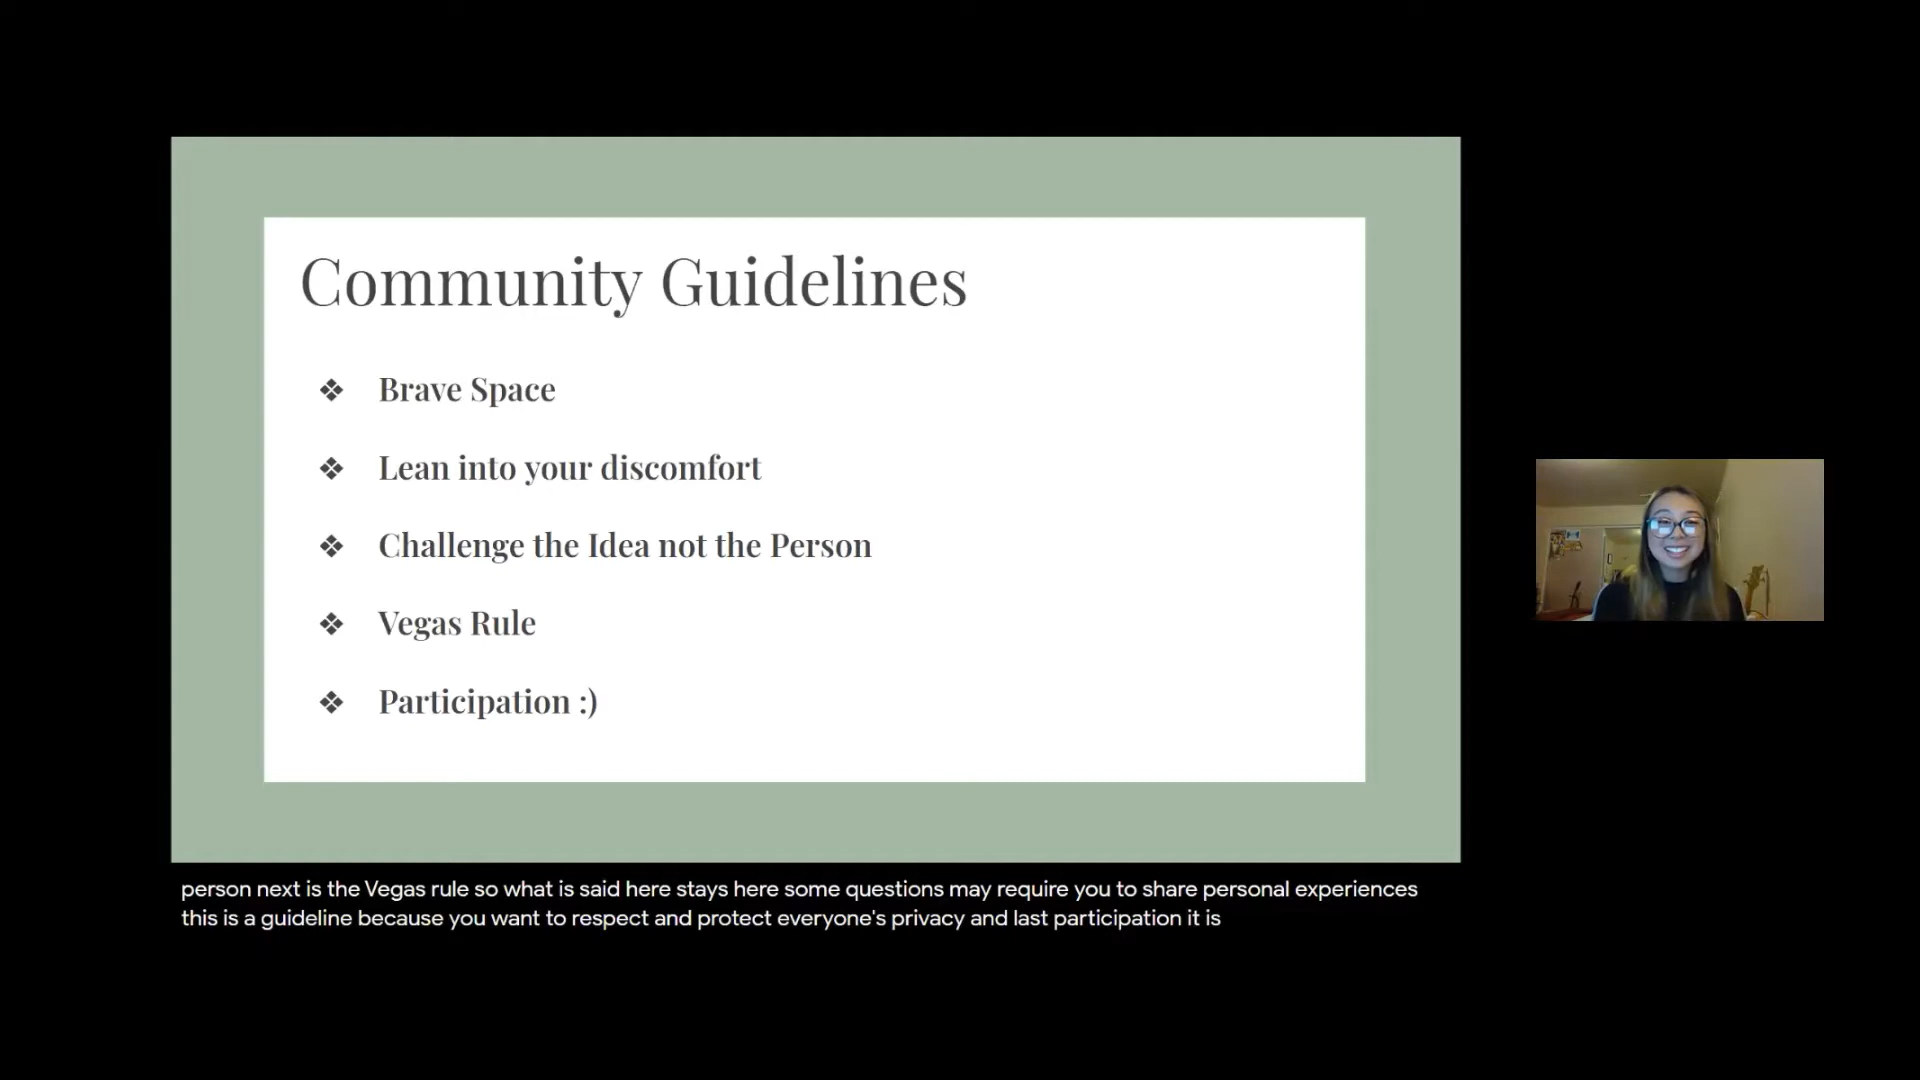 Community Guidelines
❖ Brave Space
❖ Lean into your discomfort
❖ Challenge the Idea not the Person
❖ Vegas Rule
❖ Participation :)
person next is the Vegas rule so what is said here stays here some questions may require you to share personal experiences
this is a guideline because you want to respect and protect everyone's privacy and last participation it is